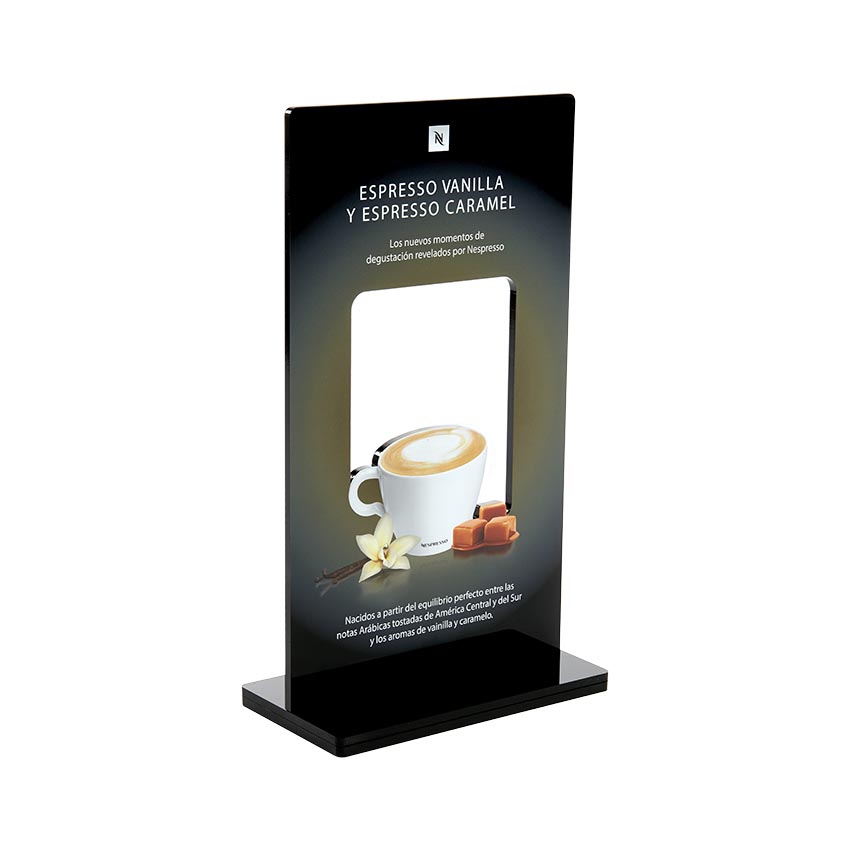 N
ESPRESSO VANILLA
Y ESPRESSO CARAMEL
Los nuevos momentos de
degustación revelados por Nespresso
NESPRESSO
Nacidos a partir del equilibrio perfecto entre las
notas Arábicas tostadas de América Central y del Sur
y los aromas de vainilla y caramelo.